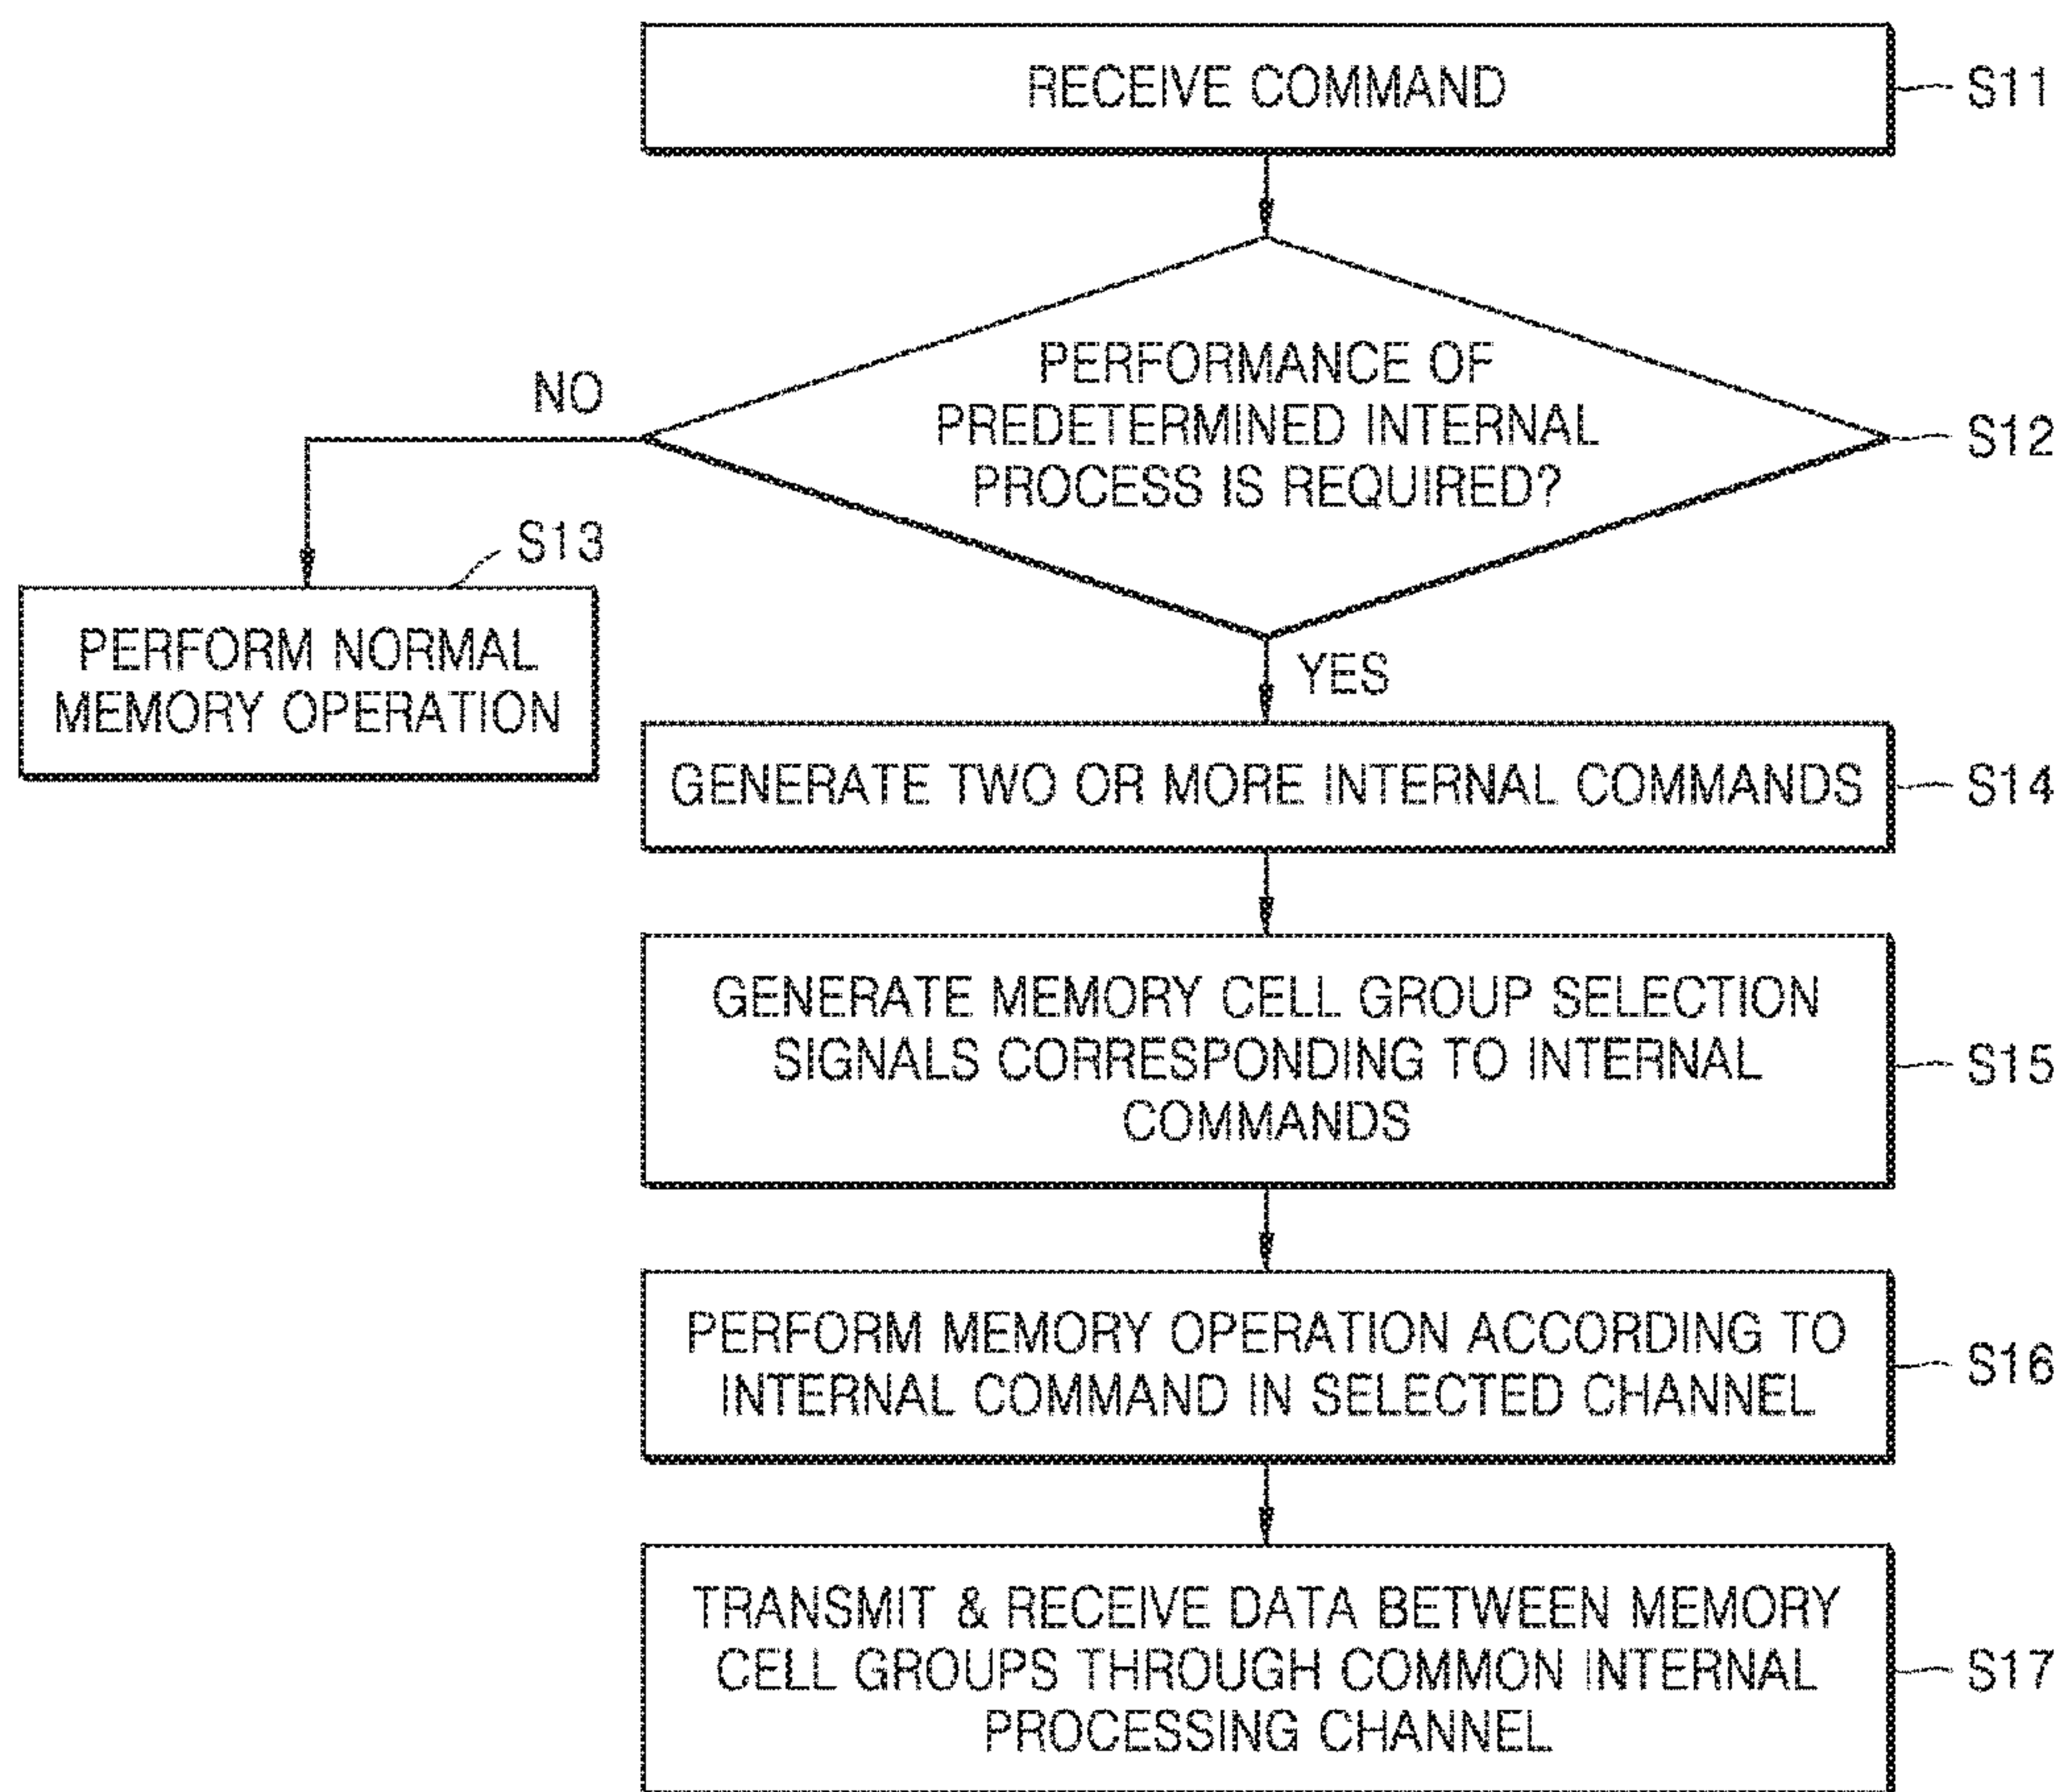 RECEIVE COMMAND
S11
PERFORMANCE OF
PREDETERMINED INTERNAL
PROCESS IS REQUIRED?
S12
NO
S13
PERFORM NORMAL
MEMORY OPERATION
YES
GENERATE TWO OR MORE INTERNAL COMMANDS
S14
GENERATE MEMORY CELL GROUP SELECTION
SIGNALS CORRESPONDING TO INTERNAL
COMMANDS
S15
PERFORM MEMORY OPERATION ACCORDING TO
INTERNAL COMMAND IN SELECTED CHANNEL
S16
TRANSMIT & RECEIVE DATA BETWEEN MEMORY
CELL GROUPS THROUGH COMMON INTERNAL
PROCESSING CHANNEL
S17